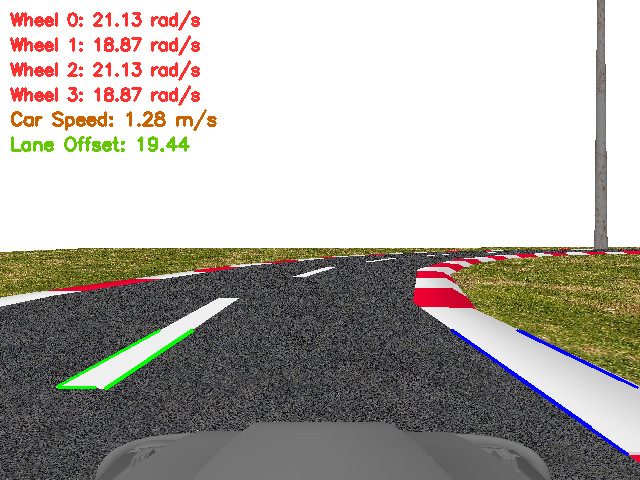 Wheel 0: 21.13 rad/s
Wheel 1: 18.87 rad/s
Wheel 2: 21.13 rad/s
Wheel 3: 18.87 rad/s
Car Speed: 1.28 m/s
Lane Offset: 19.44